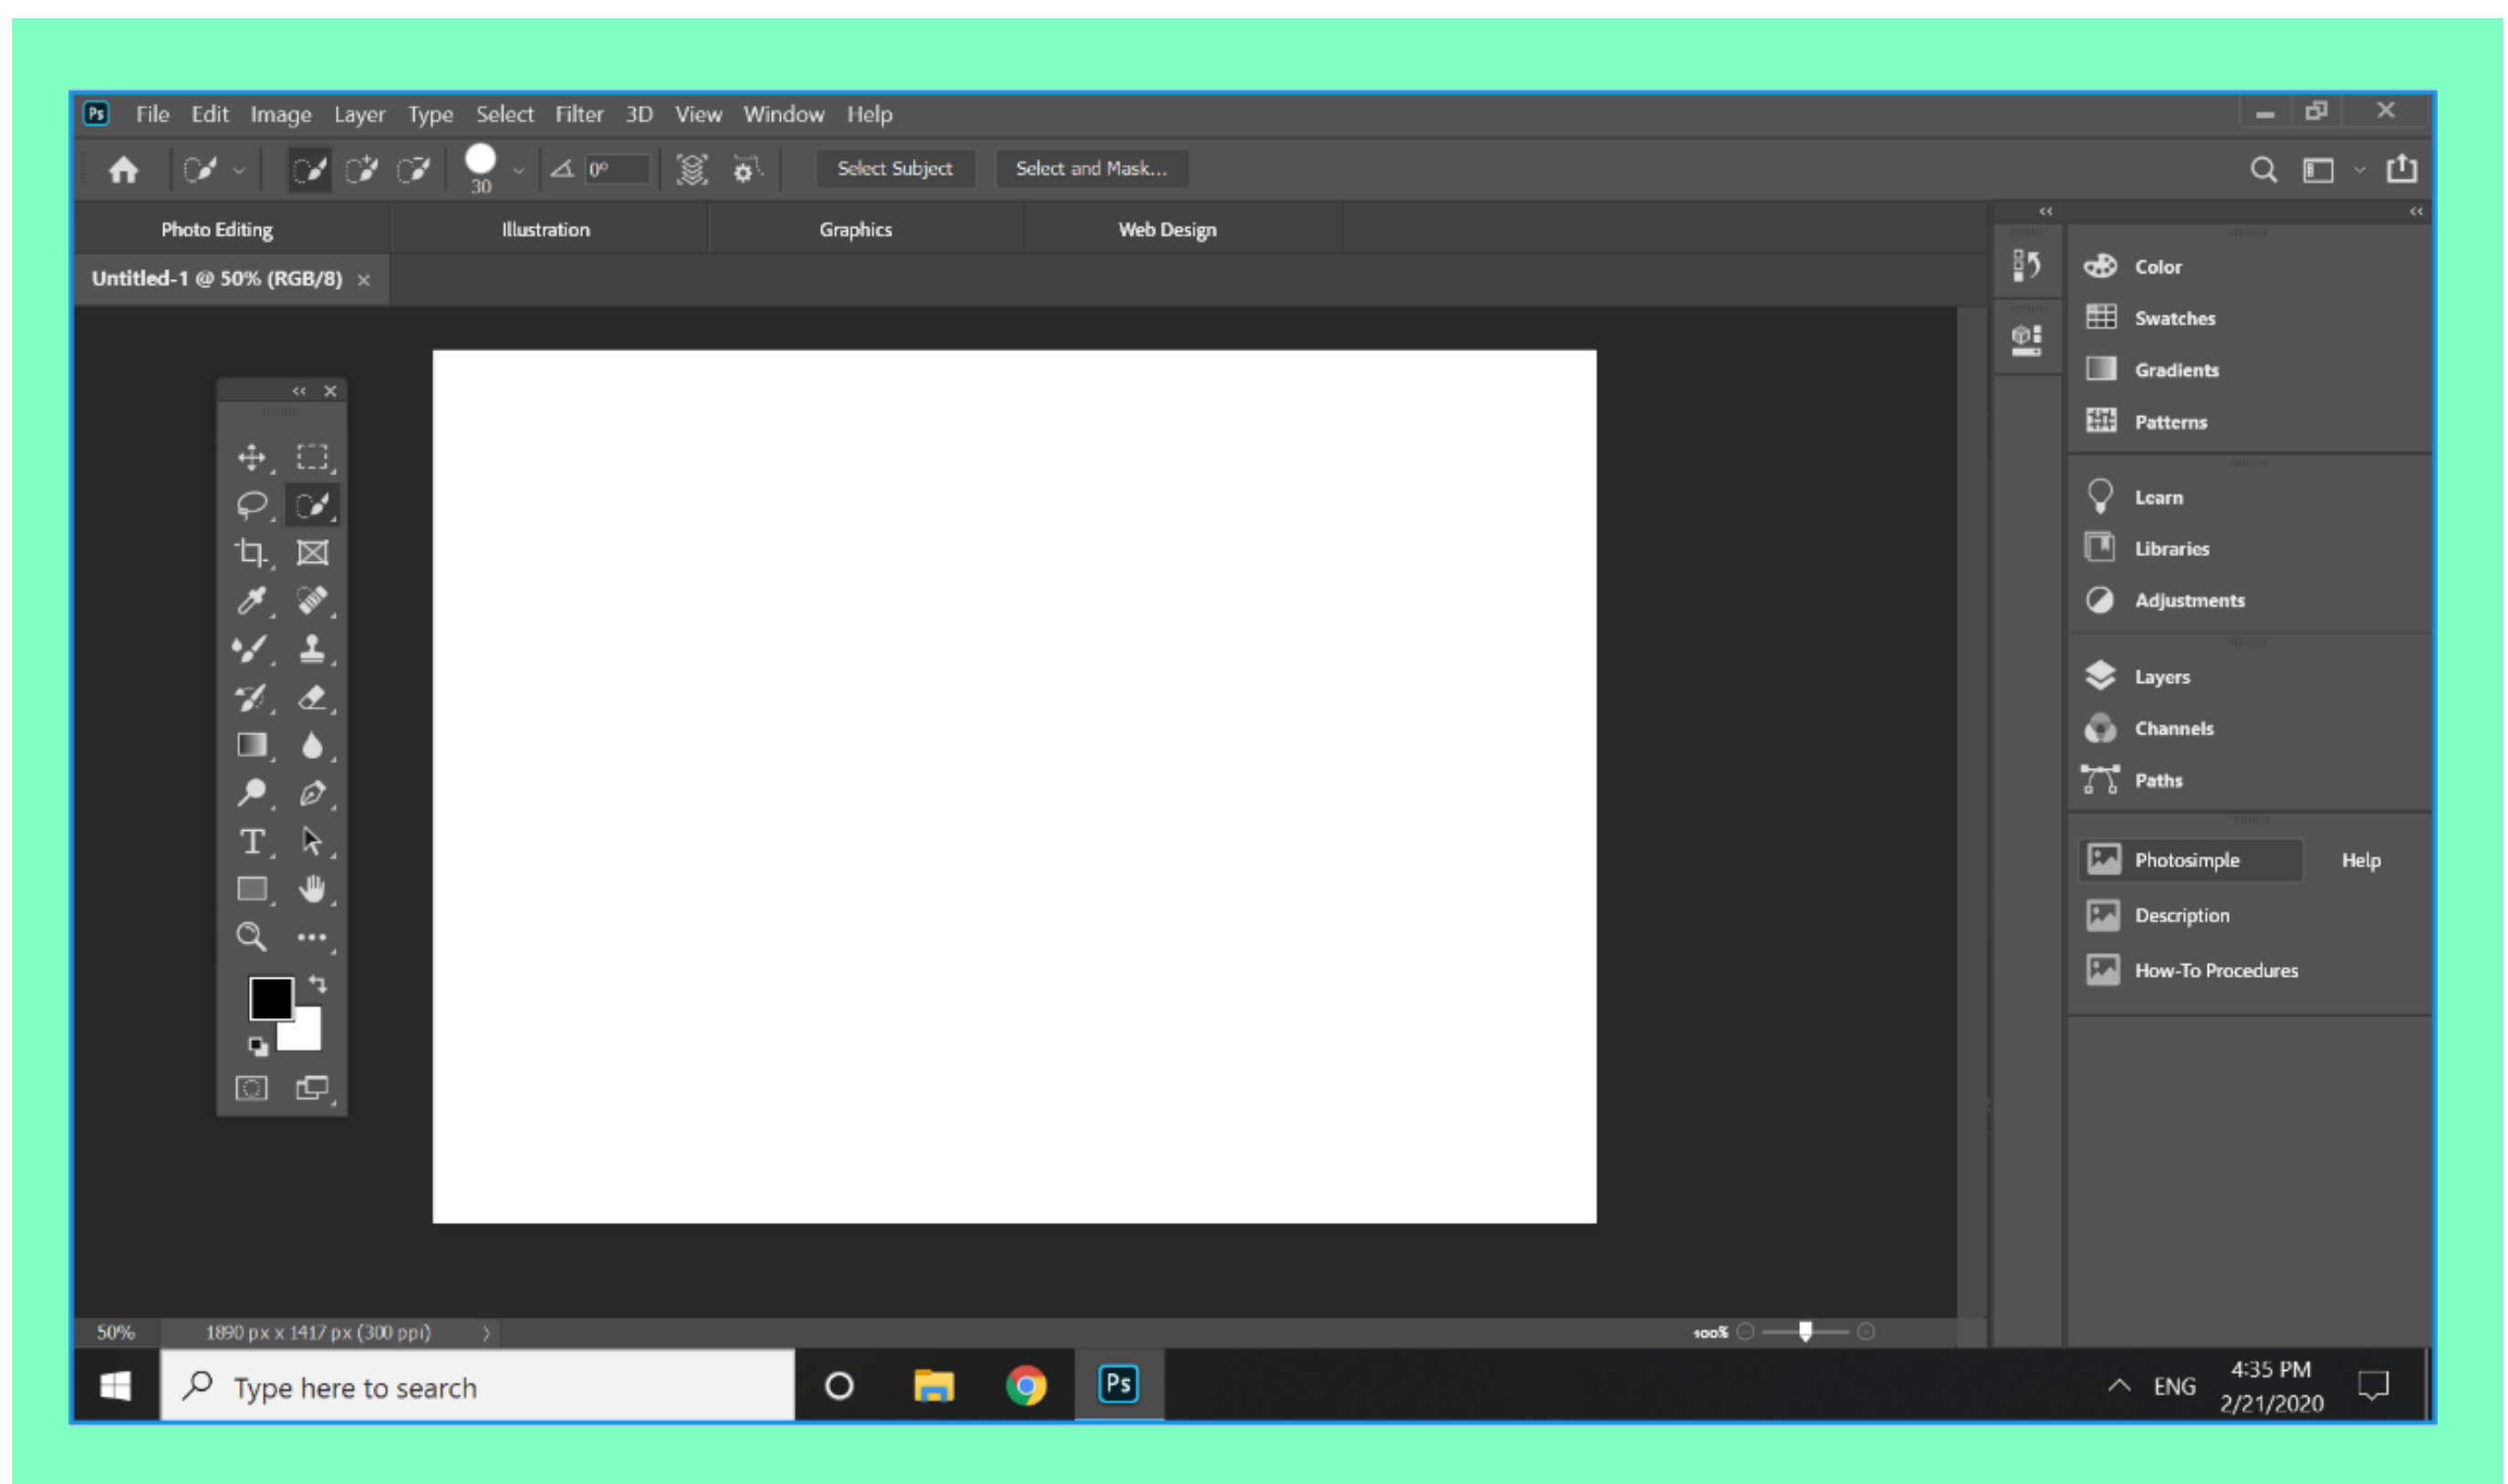 Ps File Edit Image Layer Type Select Filter 3D View Window Help
30 0° Select Subject Select and Mask...
Photo Editing Illustration Graphics Web Design
Untitled-1 @ 50% (RGB/8) ×
Color
Swatches
Gradients
Patterns
Learn
Libraries
Adjustments
Layers
Channels
Paths
Photosimple Help
Description
How-To Procedures
50% 1890 px x 1417 px (300 ppi) 100%
Type here to search Ps ENG 4:35 PM
2/21/2020